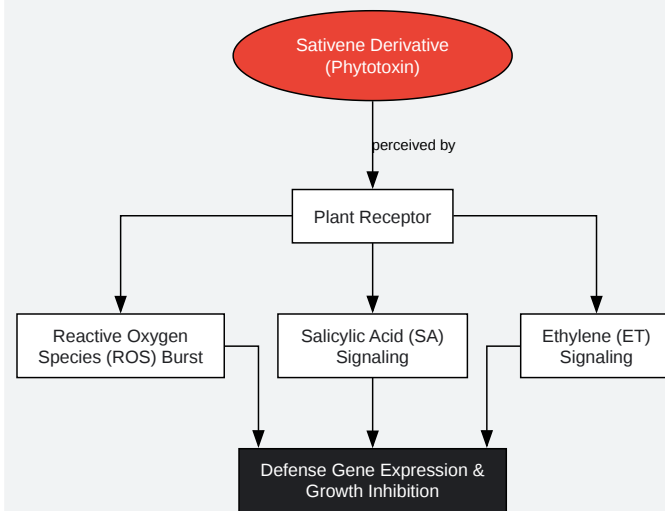 Sativene Derivative
(Phytotoxin)
perceived by
Plant Receptor
Reactive Oxygen
Species (ROS) Burst
Salicylic Acid (SA)
Signaling
Ethylene (ET)
Signaling
Defense Gene Expression &
Growth Inhibition